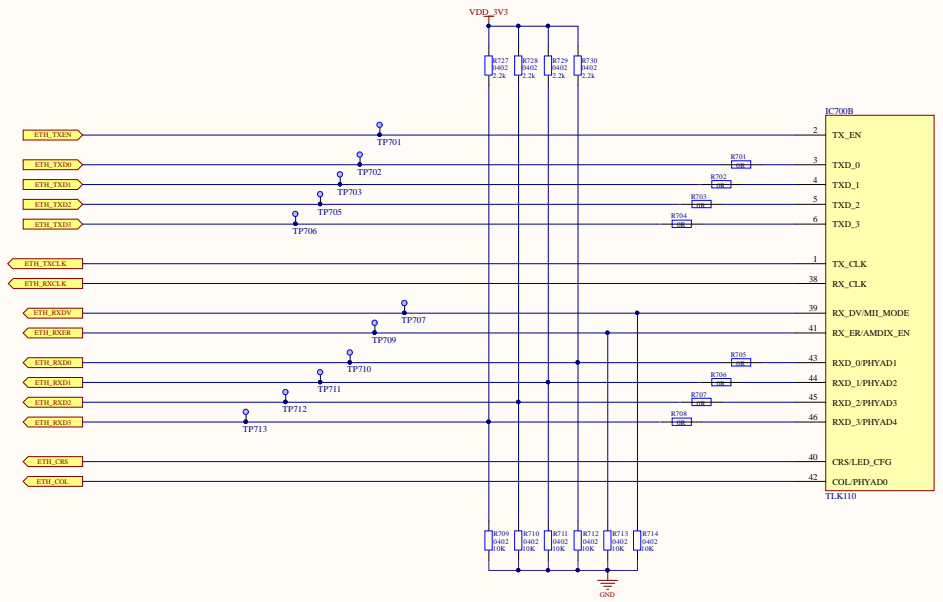 VDD_3V3
R727
0402
2.2k
R728
0402
2.2k
R729
0402
2.2k
R730
0402
2.2k
IC700B
ETH_TXEN
TP701
2
TX_EN
ETH_TXD0
TP702
R701
0R
3
TXD_0
ETH_TXD1
TP703
R702
0R
4
TXD_1
ETH_TXD2
TP705
R703
0R
5
TXD_2
ETH_TXD3
TP706
R704
0R
6
TXD_3
ETH_TXCLK
1
TX_CLK
ETH_RXCLK
38
RX_CLK
ETH_RXDV
TP707
39
RX_DV/MII_MODE
ETH_RXER
TP709
41
RX_ER/AMDIX_EN
ETH_RXD0
TP710
R705
0R
43
RXD_0/PHYAD1
ETH_RXD1
TP711
R706
0R
44
RXD_1/PHYAD2
ETH_RXD2
TP712
R707
0R
45
RXD_2/PHYAD3
ETH_RXD3
TP713
R708
0R
46
RXD_3/PHYAD4
ETH_CRS
40
CRS/LED_CFG
ETH_COL
42
COL/PHYAD0
TLK110
R709
0402
10K
R710
0402
10K
R711
0402
10K
R712
0402
10K
R713
0402
10K
R714
0402
10K
GND